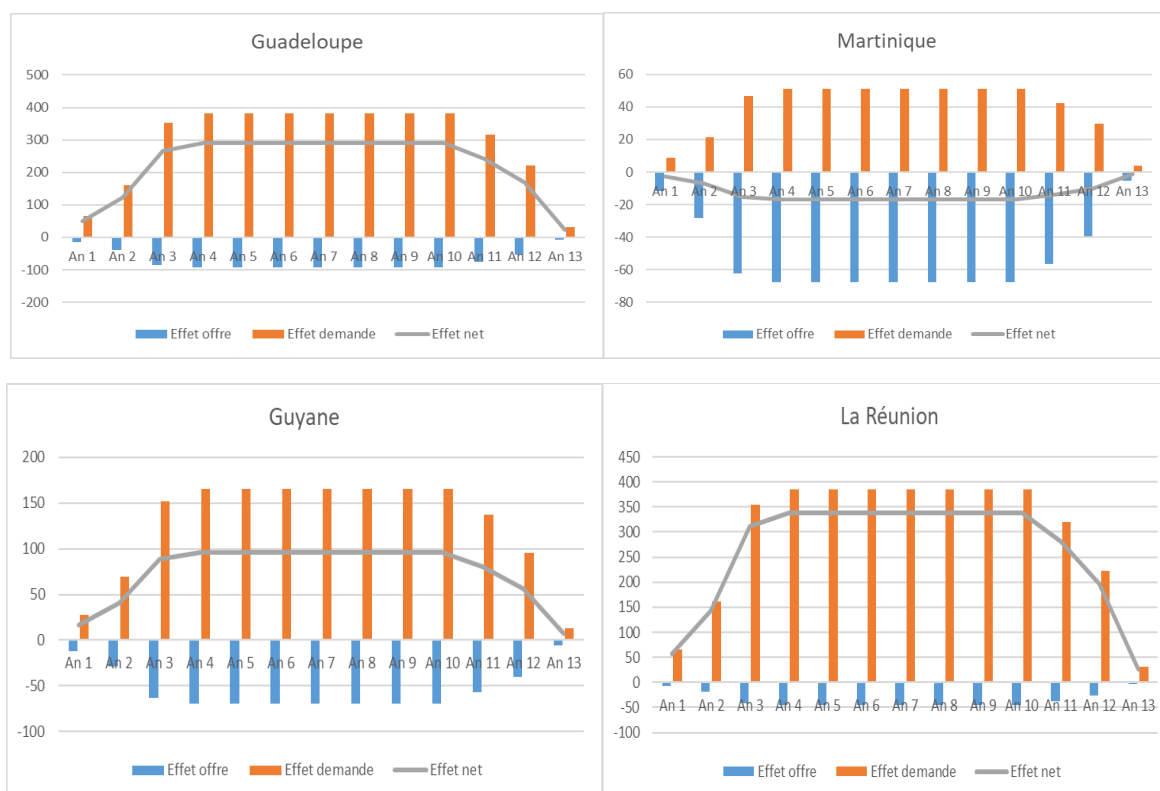 Guadeloupe
500
400
300
200
100
0
-100
-200
An 1 An 2 An 3 An 4 An 5 An 6 An 7 An 8 An 9 An 10 An 11 An 12 An 13
Effet offre Effet demande Effet net
Martinique
60
40
20
0
-20
-40
-60
-80
An 1 An 2 An 3 An 4 An 5 An 6 An 7 An 8 An 9 An 10 An 11 An 12 An 13
Effet offre Effet demande Effet net
Guyane
200
150
100
50
0
-50
-100
An 1 An 2 An 3 An 4 An 5 An 6 An 7 An 8 An 9 An 10 An 11 An 12 An 13
Effet offre Effet demande Effet net
La Réunion
450
400
350
300
250
200
150
100
50
0
-50
-100
An 1 An 2 An 3 An 4 An 5 An 6 An 7 An 8 An 9 An 10 An 11 An 12 An 13
Effet offre Effet demande Effet net